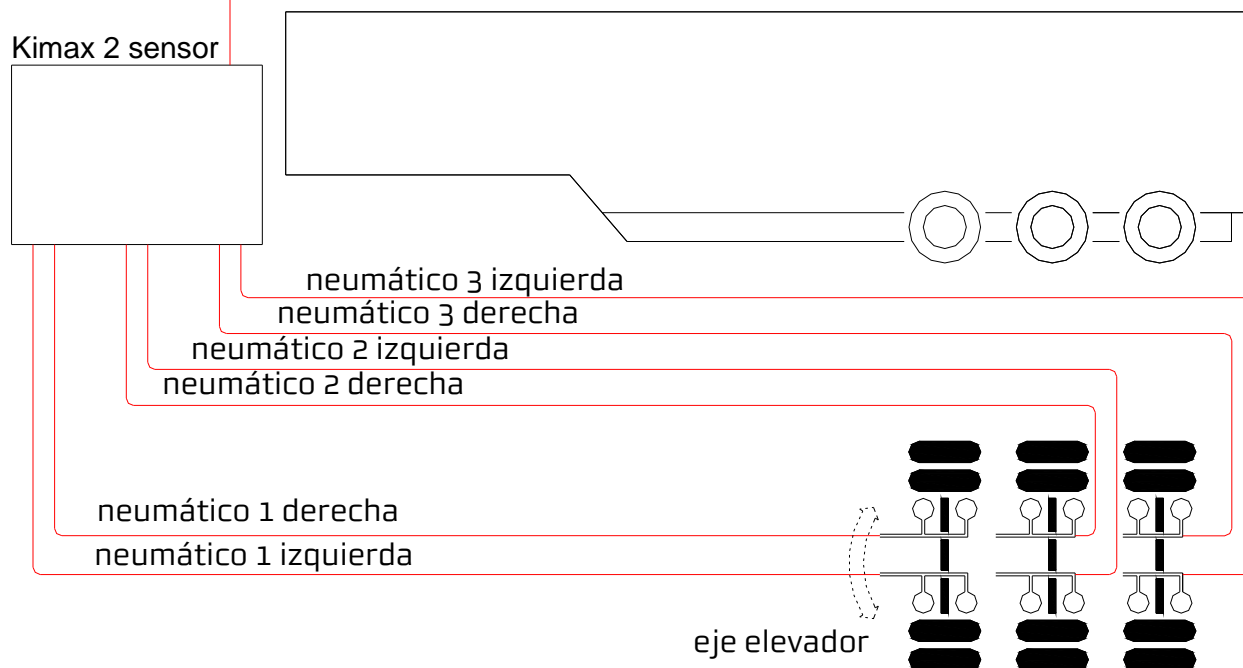 Kimax 2 sensor
neumático 3 izquierda
neumático 3 derecha
neumático 2 izquierda
neumático 2 derecha
neumático 1 derecha
neumático 1 izquierda
eje elevador